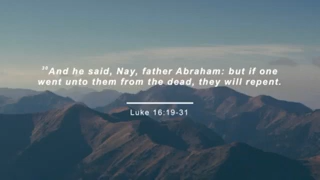 ³⁰And he said, Nay, father Abraham: but if one
went unto them from the dead, they will repent.
Luke 16:19-31